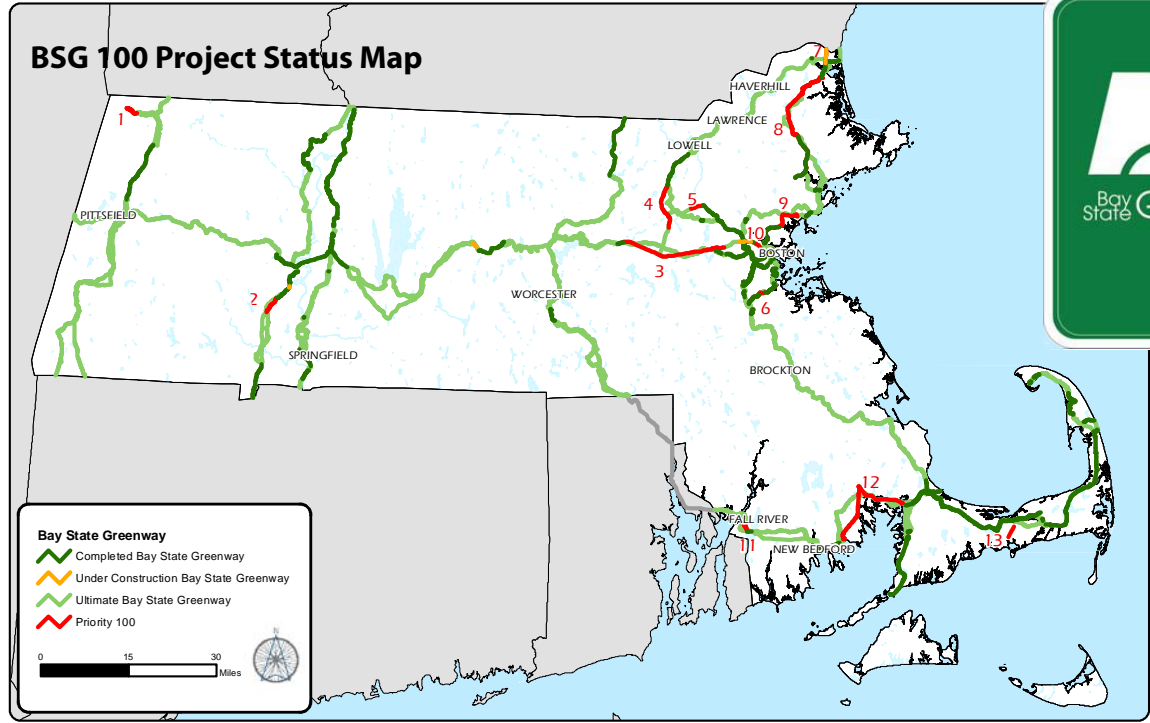 BSG 100 Project Status Map
7
HAVERHILL
1
LAWRENCE
8
LOWELL
Bay
State G
5
4
9
PITTSFIELD
10
BOSTON
3
2
WORCESTER
6
SPRINGFIELD
BROCKTON
12
FALL RIVER
11
NEW BEDFORD
13
Bay State Greenway
Completed Bay State Greenway
Under Construction Bay State Greenway
Ultimate Bay State Greenway
Priority 100
N
0 15 30
Miles